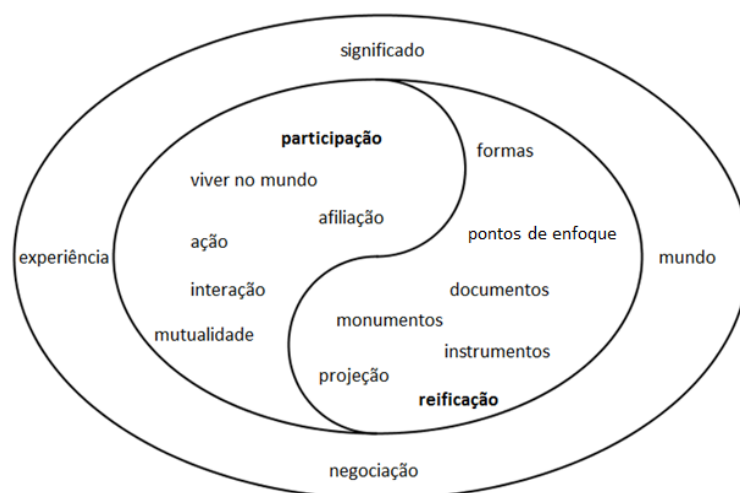 significado
participação
formas
viver no mundo
afiliação
pontos de enfoque
ação
experiência
mundo
interação
documentos
monumentos
mutualidade
instrumentos
projeção
reificação
negociação